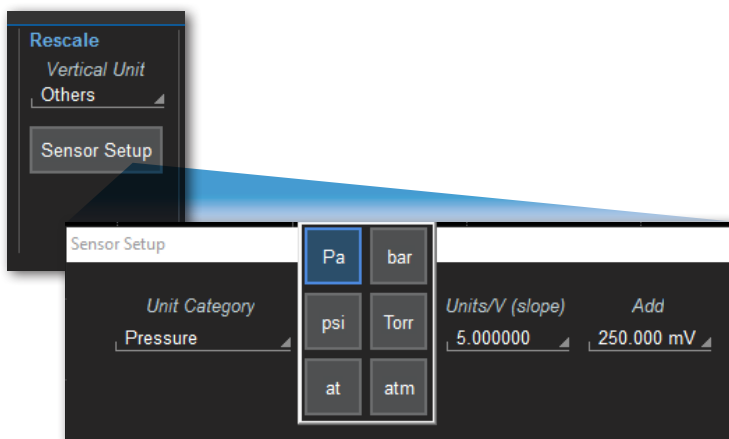 Rescale
Vertical Unit
Others
Sensor Setup
Sensor Setup
Pa bar
Unit Category Units/V (slope) Add
psi Torr
Pressure 5.000000 250.000 mV
at atm